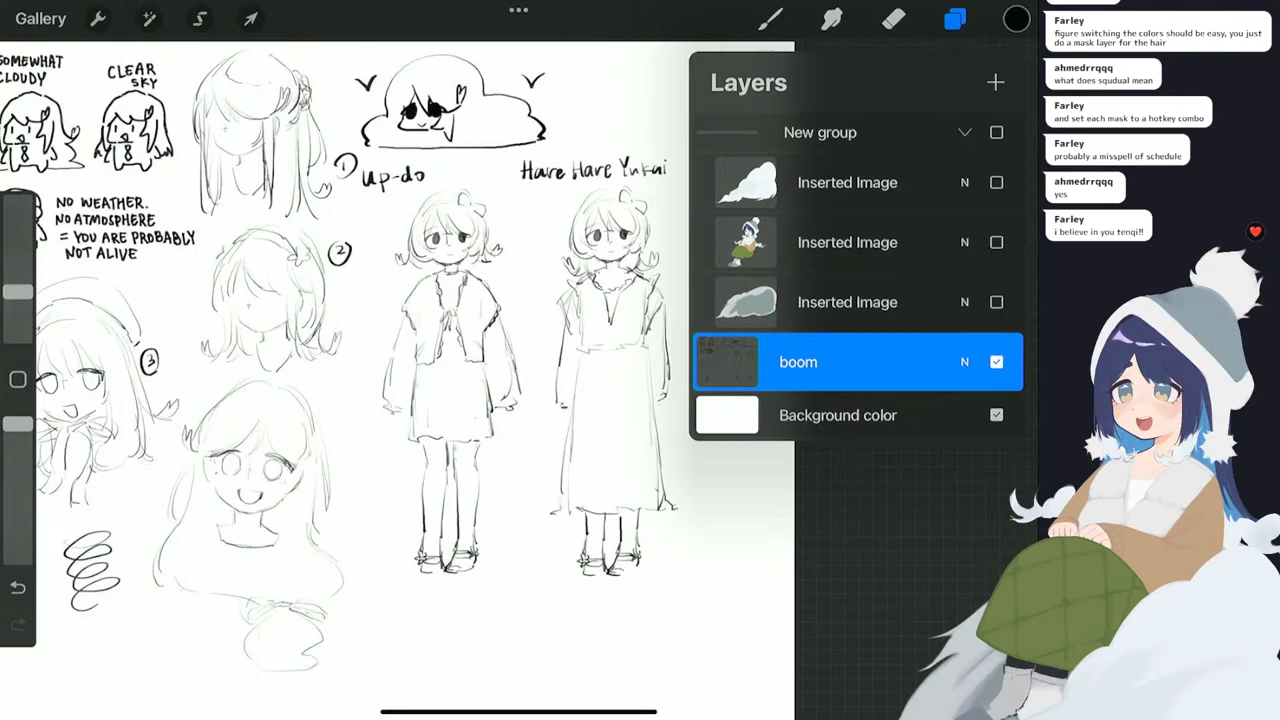 Gallery
SOMEWHAT
CLOUDY
CLEAR
SKY
NO WEATHER.
NO ATMOSPHERE
= YOU ARE PROBABLY
NOT ALIVE
1
up-do
2
3
Hare Hare Yukai
Layers
New group
Inserted Image
N
Inserted Image
N
Inserted Image
N
boom
N
Background color
Farley
figure switching the colors should be easy, you just
do a mask layer for the hair
ahmedrrqqq
what does squdual mean
Farley
and set each mask to a hotkey combo
Farley
probably a misspell of schedule
ahmedrrqqq
yes
Farley
i believe in you tenqi!!